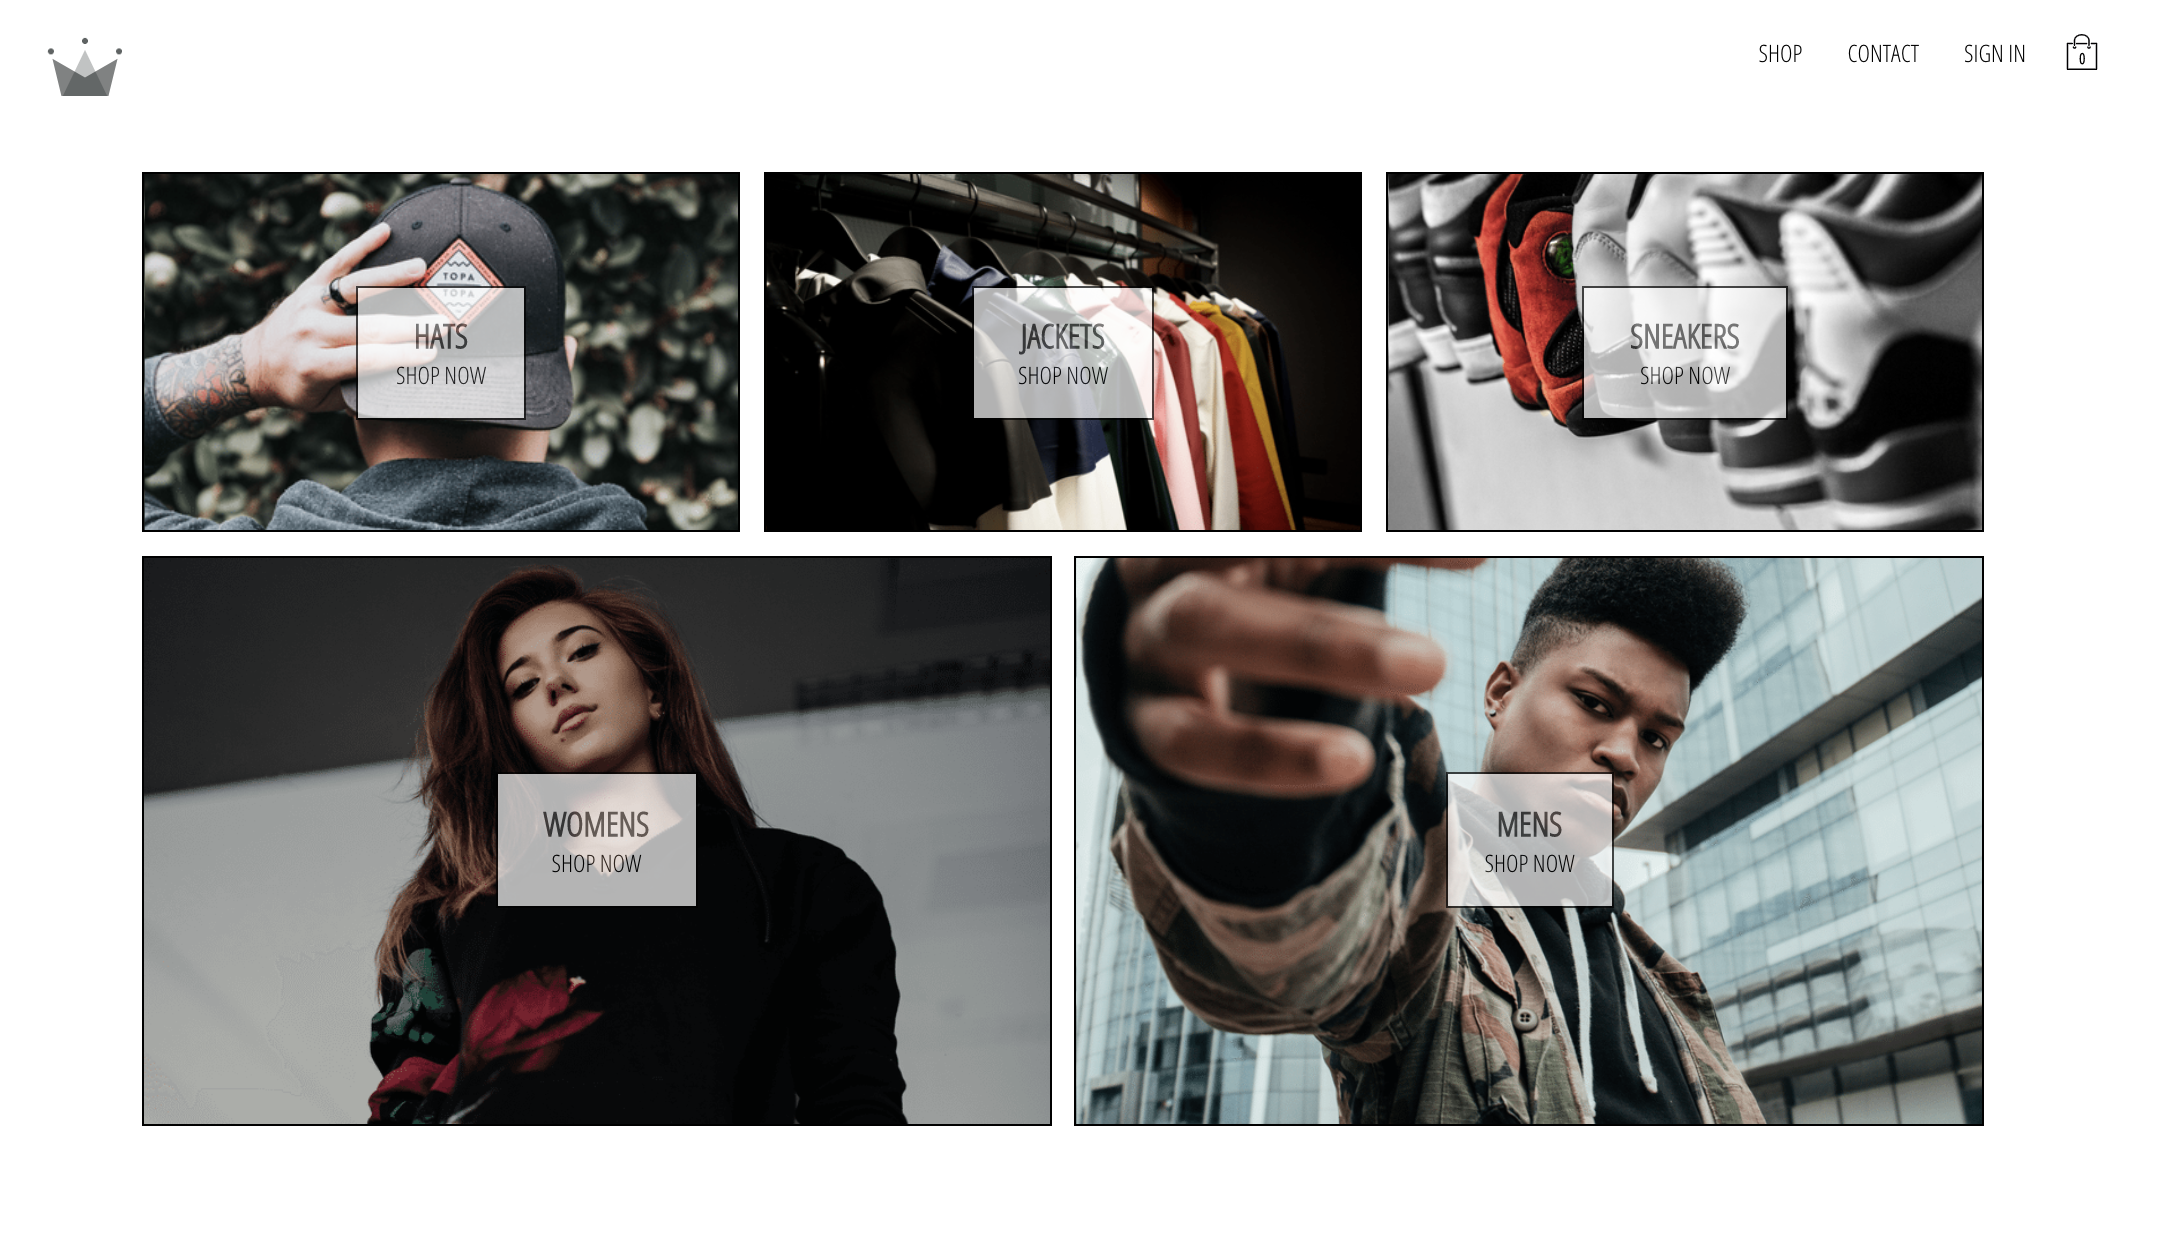 SHOP CONTACT SIGN IN 0
TOPA
TOPA
HATS
SHOP NOW
JACKETS
SHOP NOW
SNEAKERS
SHOP NOW
WOMENS
SHOP NOW
MENS
SHOP NOW